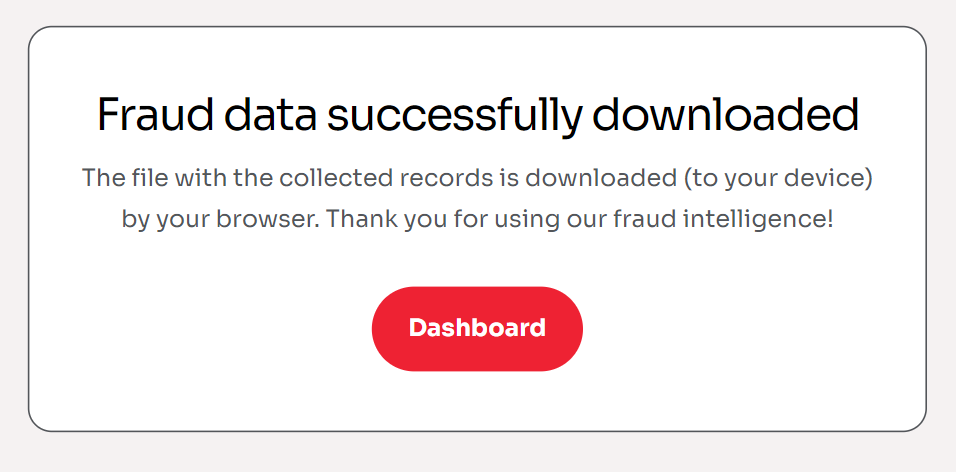 Fraud data successfully downloaded
The file with the collected records is downloaded (to your device)
by your browser. Thank you for using our fraud intelligence!
Dashboard